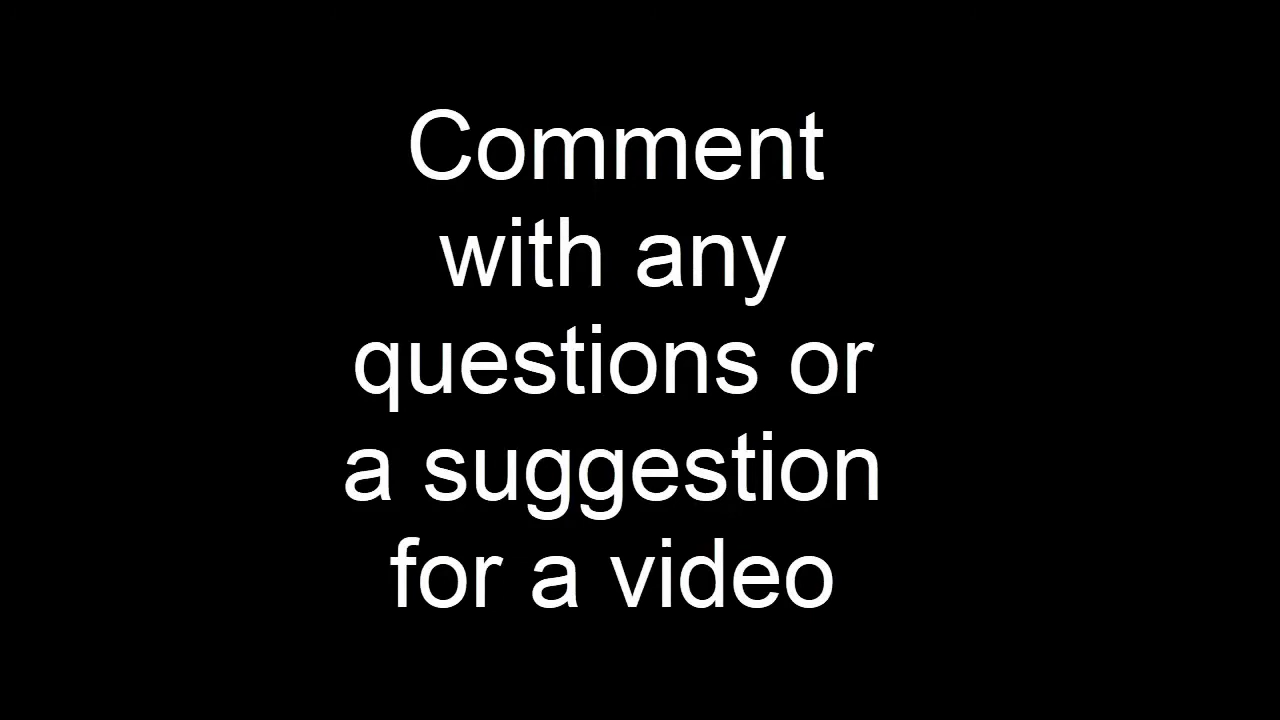 Comment
with any
questions or
a suggestion
for a video